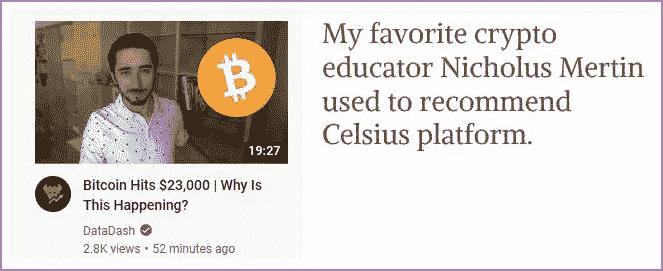 19:27
Bitcoin Hits $23,000 | Why Is
This Happening?
DataDash
2.8K views • 52 minutes ago
My favorite crypto
educator Nicholus Mertin
used to recommend
Celsius platform.